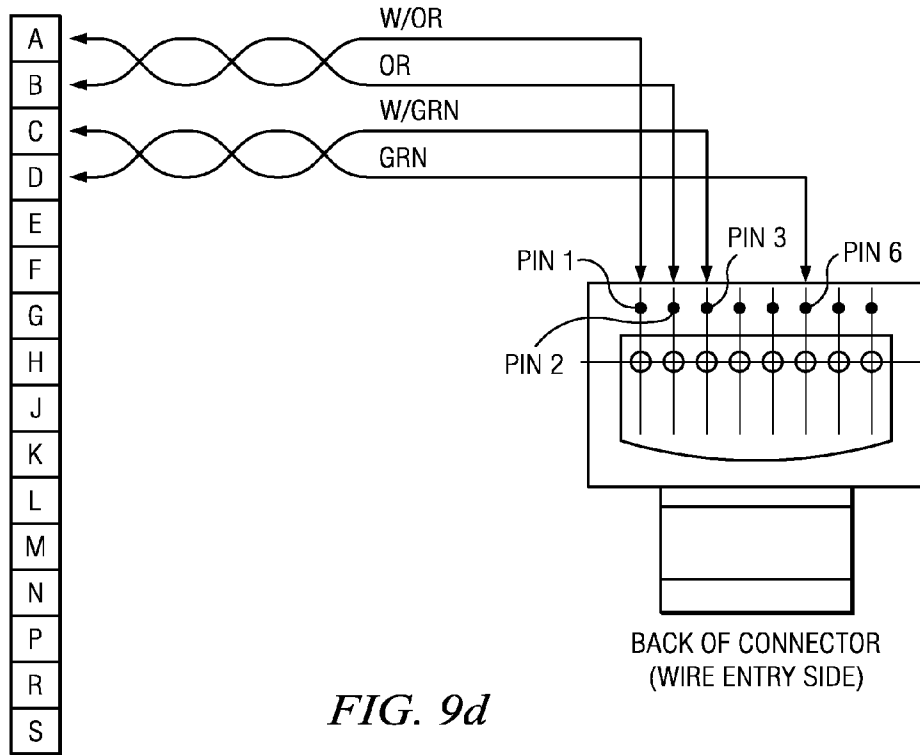 A
B
C
D
E
F
G
H
J
K
L
M
N
P
R
S
W/OR
OR
W/GRN
GRN
PIN 1
PIN 2
PIN 3
PIN 6
BACK OF CONNECTOR
(WIRE ENTRY SIDE)
FIG. 9d